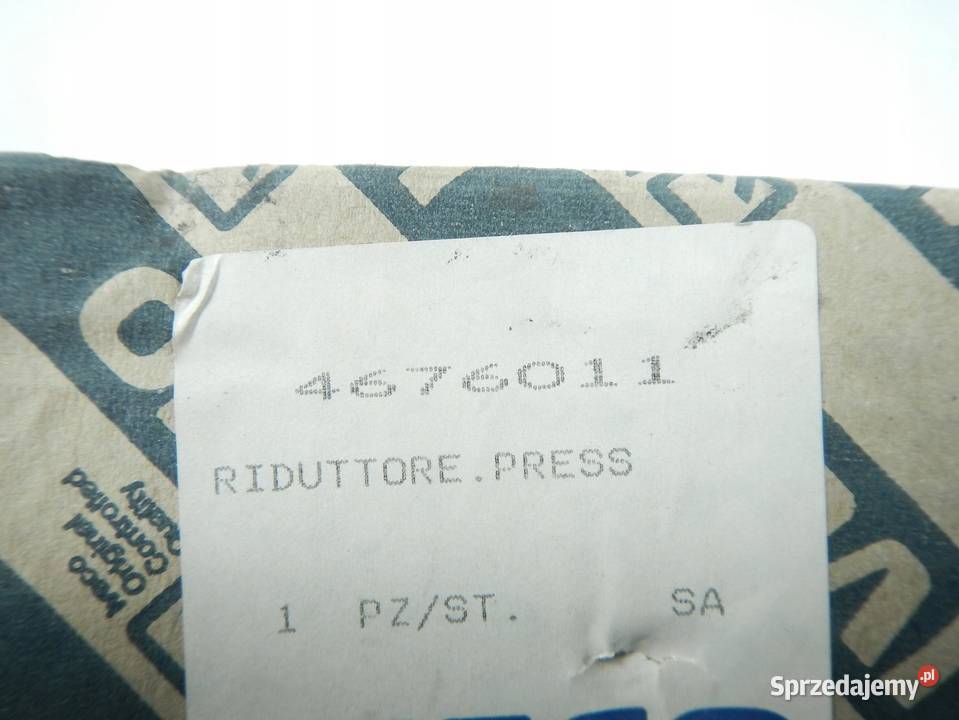 4676011
RIDUTTORE.PRESS
1 PZ/ST. SA
Iveco
Original
Quality
Controlled
Sprzedajemy.pl